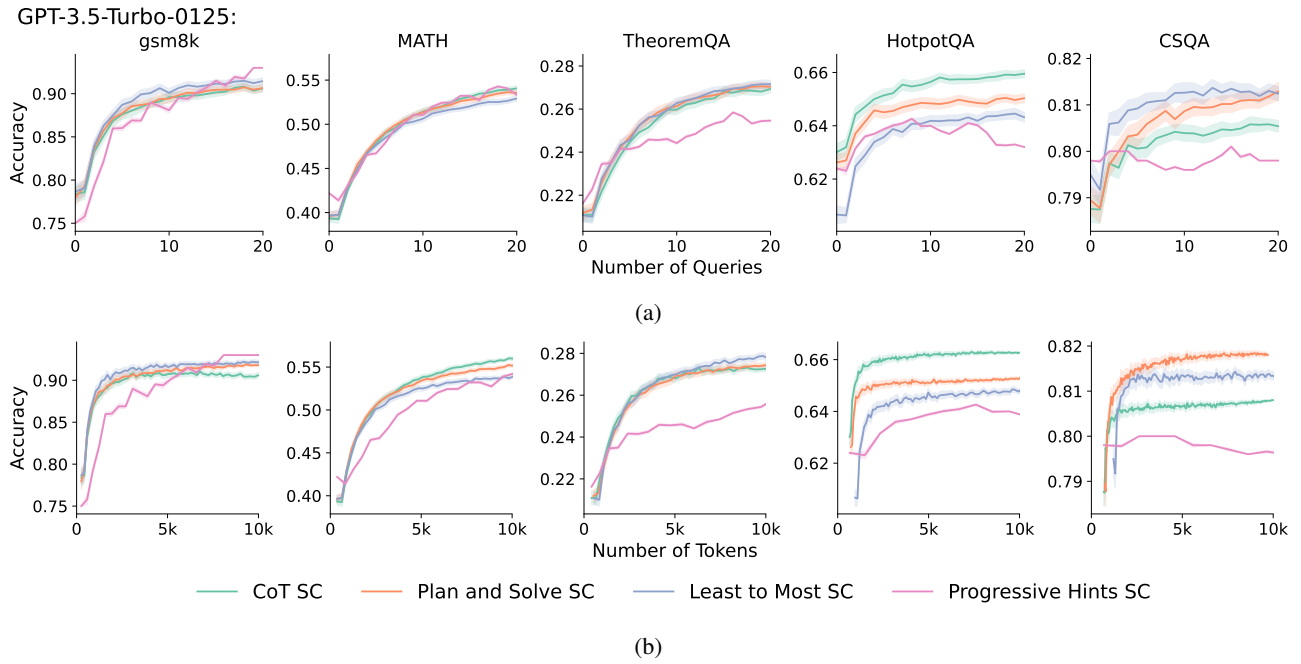 GPT-3.5-Turbo-0125:
gsm8k MATH TheoremQA HotpotQA CSQA
Accuracy
0.90 0.85 0.80 0.75
0 10 20
0.55 0.50 0.45 0.40
0 10 20
0.28 0.26 0.24 0.22
0 10 20
0.66 0.64 0.62
0 10 20
0.82 0.81 0.80 0.79
0 10 20
Number of Queries
(a)
Accuracy
0.90 0.85 0.80 0.75
0 5k 10k
0.55 0.50 0.45 0.40
0 5k 10k
0.28 0.26 0.24 0.22
0 5k 10k
0.66 0.64 0.62
0 5k 10k
0.82 0.81 0.80 0.79
0 5k 10k
Number of Tokens
CoT SC Plan and Solve SC Least to Most SC Progressive Hints SC
(b)